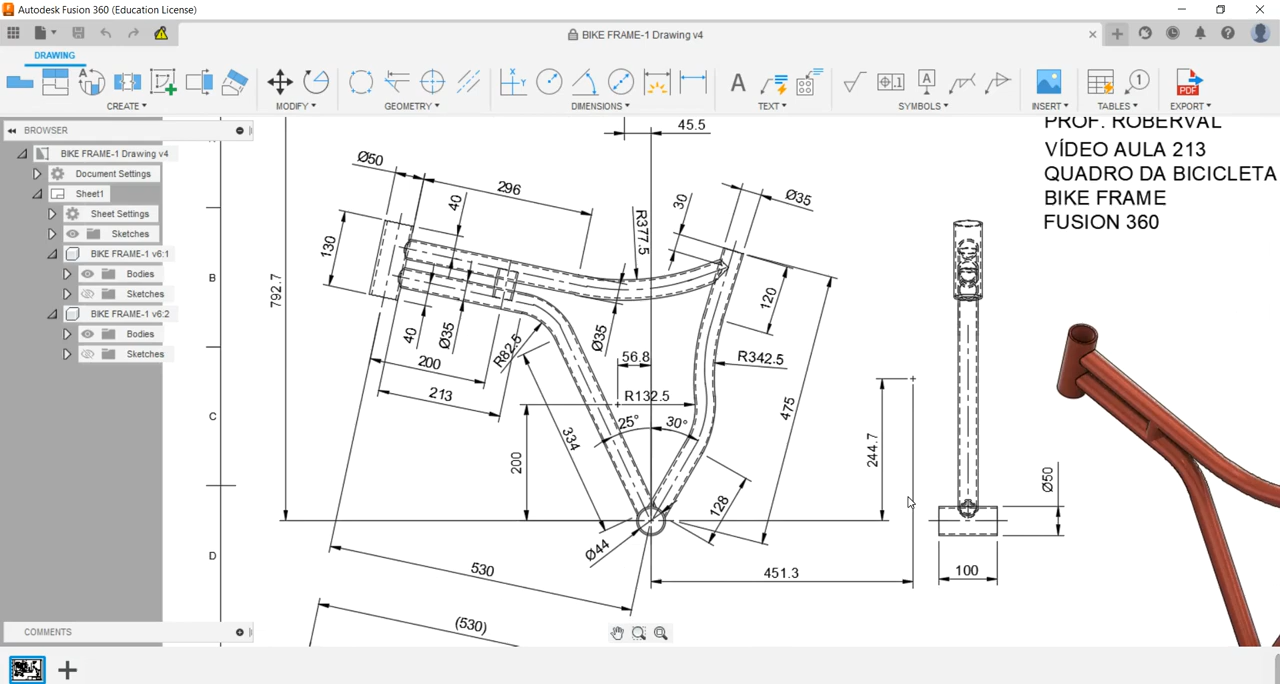 Autodesk Fusion 360 (Education License)
BIKE FRAME-1 Drawing v4
DRAWING
CREATE
MODIFY
GEOMETRY
DIMENSIONS
TEXT
SYMBOLS
INSERT
TABLES
EXPORT
PDF
BROWSER
BIKE FRAME-1 Drawing v4
Document Settings
Sheet1
Sheet Settings
Sketches
BIKE FRAME-1 v6:1
Bodies
Sketches
BIKE FRAME-1 v6:2
Bodies
Sketches
COMMENTS
PROF. ROBERVAL
VÍDEO AULA 213
QUADRO DA BICICLETA
BIKE FRAME
FUSION 360
45.5
Ø50
296
40
30
Ø35
130
R377.5
B
B
792.7
120
40
Ø35
R82.5
Ø35
56.8
R342.5
200
213
R132.5
C
C
25°
30°
475
334
200
128
244.7
Ø50
Ø44
D
D
530
451.3
100
(530)